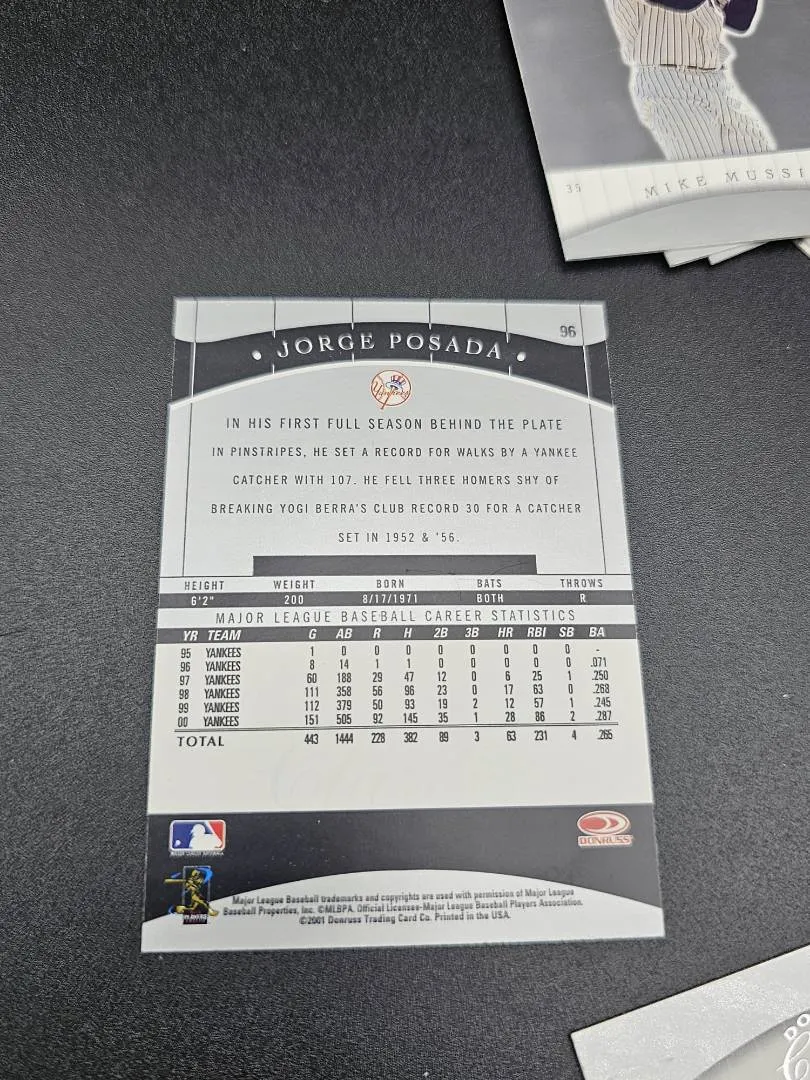 35 MIKE MUSSI
96
JORGE POSADA
Yankees
IN HIS FIRST FULL SEASON BEHIND THE PLATE
IN PINSTRIPES, HE SET A RECORD FOR WALKS BY A YANKEE
CATCHER WITH 107. HE FELL THREE HOMERS SHY OF
BREAKING YOGI BERRA'S CLUB RECORD 30 FOR A CATCHER
SET IN 1952 & '56.
HEIGHT WEIGHT BORN BATS THROWS
6'2" 200 8/17/1971 BOTH R
MAJOR LEAGUE BASEBALL CAREER STATISTICS
YR TEAM G AB R H 2B 3B HR RBI SB BA
95 YANKEES 1 0 0 0 0 0 0 0 0 -
96 YANKEES 8 14 1 1 0 0 0 0 0 .071
97 YANKEES 60 188 29 47 12 0 6 25 1 .250
98 YANKEES 111 358 56 96 23 0 17 63 0 .268
99 YANKEES 112 379 50 93 19 2 12 57 1 .245
00 YANKEES 151 505 92 145 35 1 28 86 2 .287
TOTAL 443 1444 228 382 89 3 63 231 4 .265
DONRUSS
Major League Baseball trademarks and copyrights are used with permission of Major League
Baseball Properties, Inc. ©MLBPA. Official Licensee-Major League Baseball Players Association.
©2001 Donruss Trading Card Co. Printed in the USA.
DO